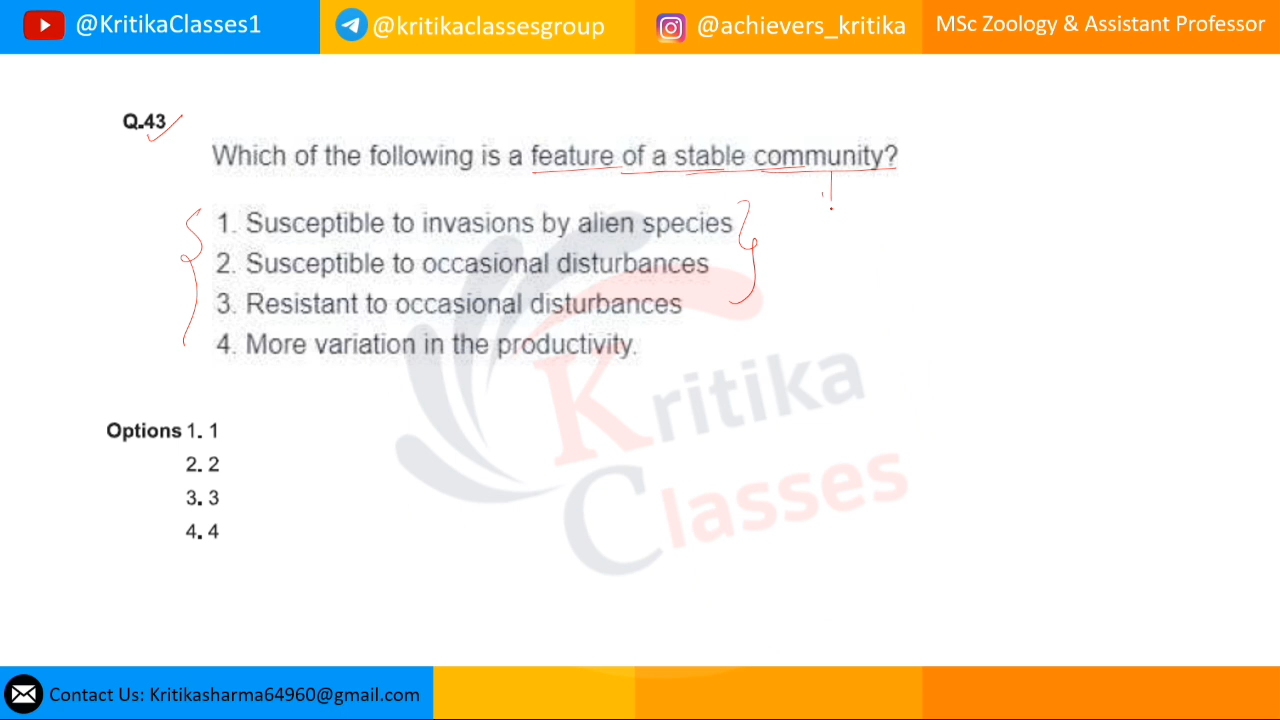 @KritikaClasses1
@kritikaclassesgroup
@achievers_kritika
MSc Zoology & Assistant Professor
Q.43
Which of the following is a feature of a stable community?
1. Susceptible to invasions by alien species
2. Susceptible to occasional disturbances
3. Resistant to occasional disturbances
4. More variation in the productivity.
Kritika
Classes
Options 1. 1
2. 2
3. 3
4. 4
Contact Us: Kritikasharma64960@gmail.com